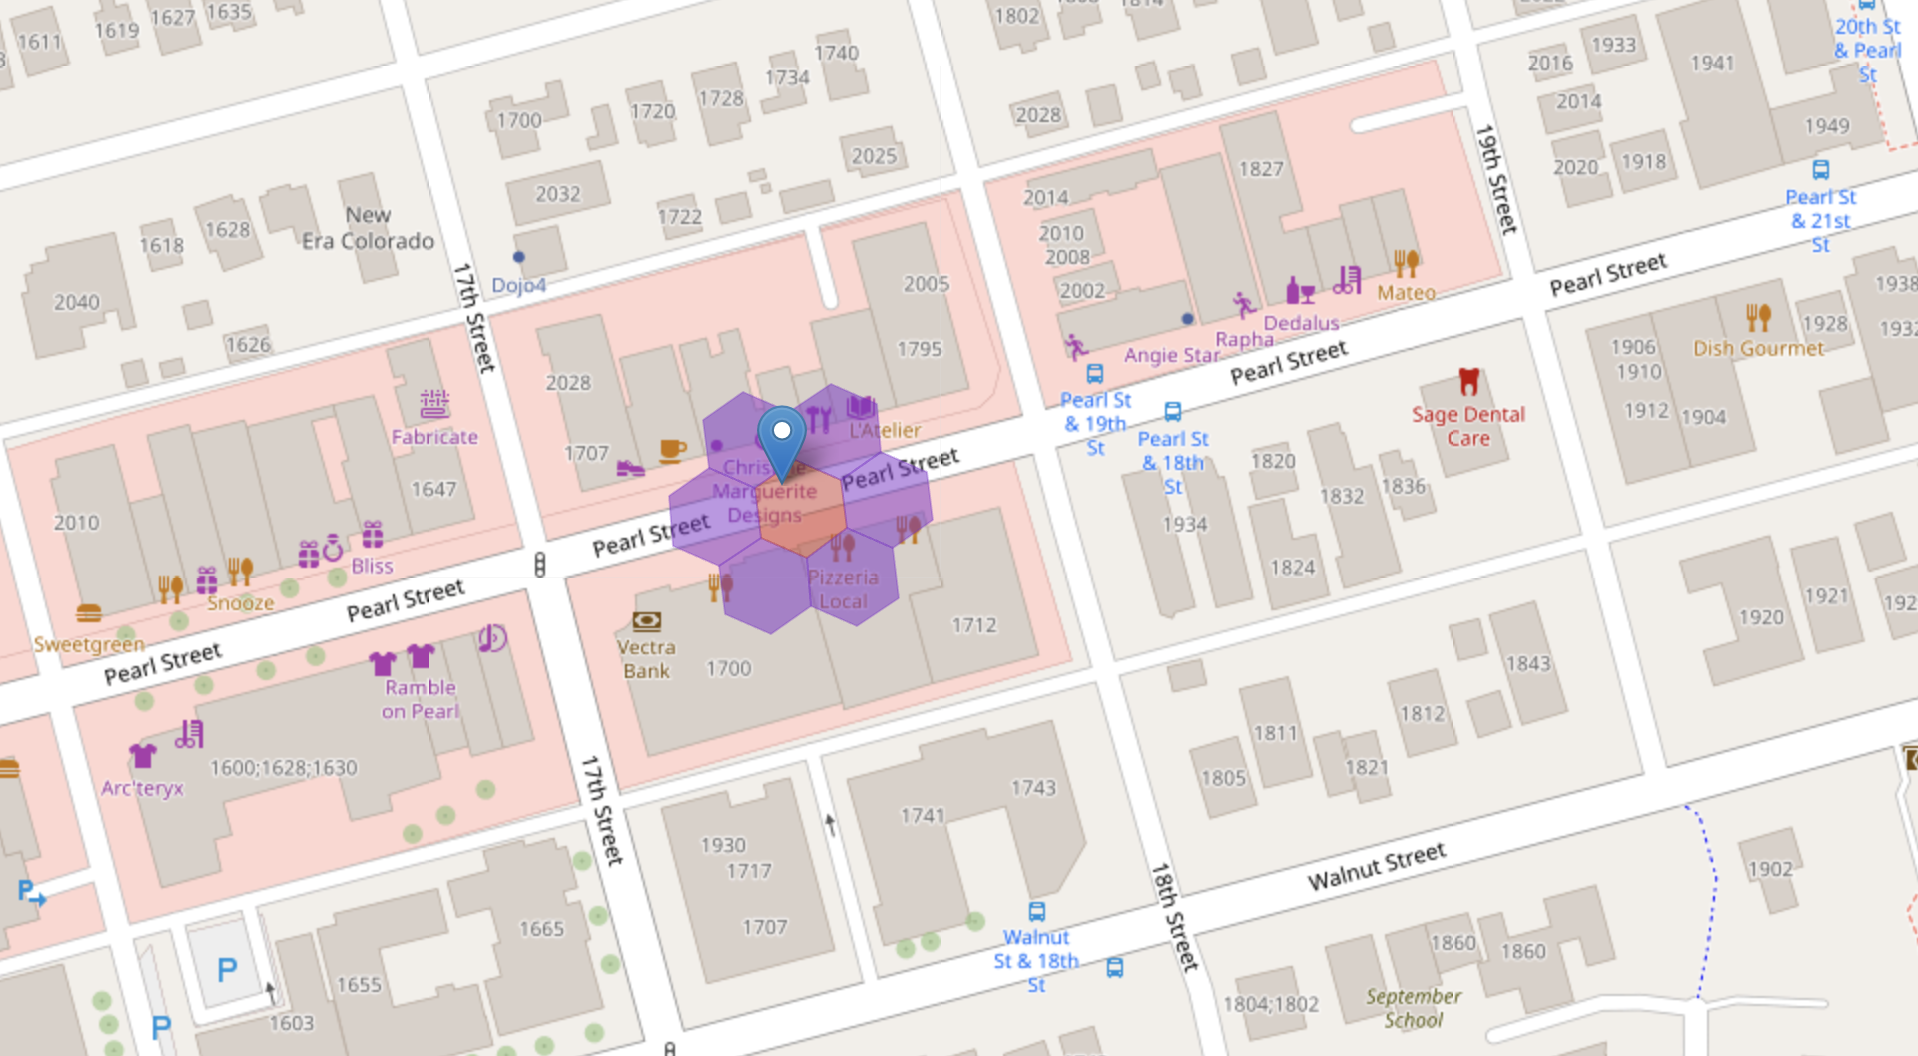 1611
1619
1627
1635
1740
1734
1728
1720
1700
2025
2032
1722
Dojo4
New
Era Colorado
1618
1628
2040
1626
17th Street
1802
2028
2016
1933
1941
20th St
& Pearl
St
2014
1949
2020
1918
19th Street
Pearl St
& 21st
St
1827
2014
2010
2008
2002
Mateo
Dedalus
Rapha
Angie Star
Pearl Street
Pearl Street
Pearl St
& 19th
St
Pearl St
& 18th
St
Sage Dental
Care
1906
1910
1912
1904
Dish Gourmet
1928
1938
1932
2005
1795
2028
1707
L'Atelier
Marguerite
Designs
Pearl Street
Pearl Street
Fabricate
1647
2010
Bliss
Snooze
Sweetgreen
Pearl Street
Pearl Street
Ramble
on Pearl
Arc'teryx
1600;1628;1630
Pizzeria
Local
Vectra
Bank
1700
1712
1934
1820
1832
1836
1824
1920
1921
1843
1812
1811
1805
1821
17th Street
1930
1717
1707
1741
1743
1665
1655
1603
P
P
P
Walnut
St & 18th
St
18th Street
Walnut Street
1902
1860
1860
1804;1802
September
School